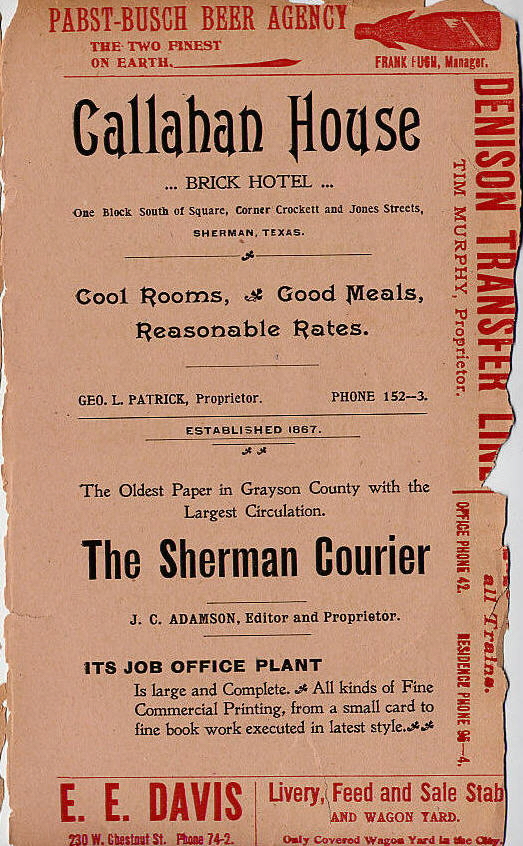 PABST-BUSCH BEER AGENCY
THE TWO FINEST
ON EARTH.
FRANK Manager.
Callahan House
... BRICK HOTEL ...
One Block South of Square, Corner Crockett and Jones Streets,
SHERMAN, TEXAS.
Cool Rooms, Good Meals,
Reasonable Rates.
GEO. L. PATRICK, Proprietor. PHONE 152–3.
ESTABLISHED 1867.
The Oldest Paper in Grayson County with the
Largest Circulation.
The Sherman Courier
J. C. ADAMSON, Editor and Proprietor.
ITS JOB OFFICE PLANT
Is large and Complete. All kinds of Fine
Commercial Printing, from a small card to
fine book work executed in latest style.
DENISON TRANSFER LINE
TIM MURPHY, Proprietor.
all Trains.
OFFICE PHONE 42. RESIDENCE PHONE
E. E. DAVIS
230 W. Chestnut St. Phone 74-2.
Livery, Feed and Sale Stab
AND WAGON YARD.
Only Covered Wagon Yard in the City.